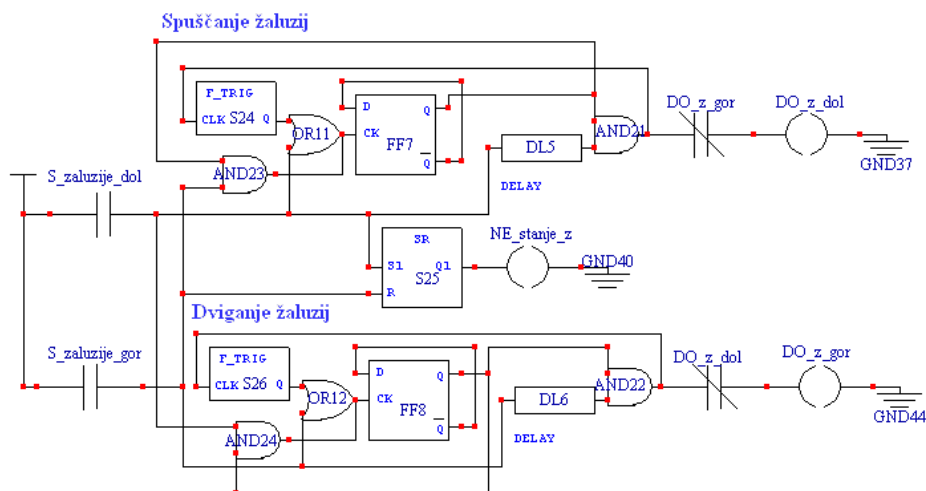 Spuščanje žaluzij
F_TRIG
CLK S24 Q
OR11
D Q
CK
FF7
Q
AND23
DL5
DELAY
AND21
DO_z_gor
DO_z_dol
GND37
S_zaluzije_dol
SR
S1 Q1
S25
R
NE_stanje_z
GND40
Dviganje žaluzij
S_zaluzije_gor
F_TRIG
CLK S26 Q
OR12
D Q
CK
FF8
Q
AND24
DL6
DELAY
AND22
DO_z_dol
DO_z_gor
GND44